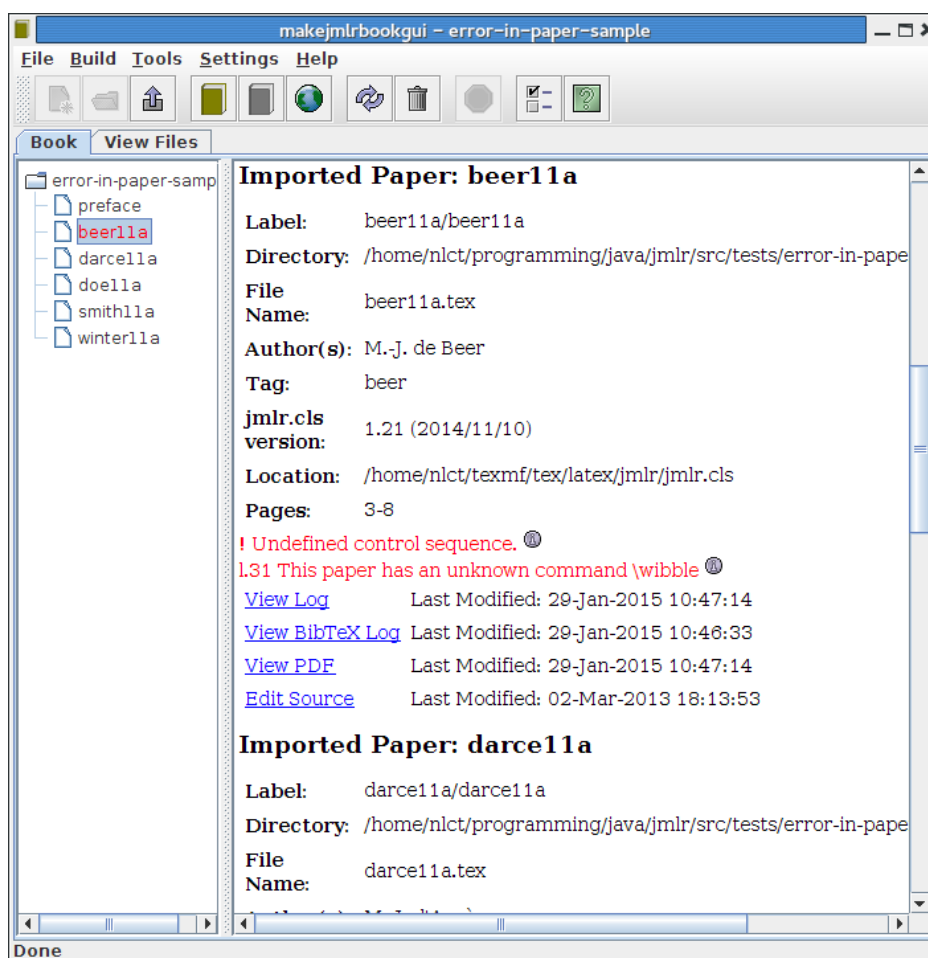 makejmlrbookgui – error-in-paper-sample
File Build Tools Settings Help
Book View Files
error-in-paper-samp
preface
beer11a
darce11a
doe11a
smith11a
winter11a
Imported Paper: beer11a
Label: beer11a/beer11a
Directory: /home/nlct/programming/java/jmlr/src/tests/error-in-pape
File
Name: beer11a.tex
Author(s): M.-J. de Beer
Tag: beer
jmlr.cls
version: 1.21 (2014/11/10)
Location: /home/nlct/texmf/tex/latex/jmlr/jmlr.cls
Pages: 3-8
! Undefined control sequence.
l.31 This paper has an unknown command \wibble
View Log Last Modified: 29-Jan-2015 10:47:14
View BibTeX Log Last Modified: 29-Jan-2015 10:46:33
View PDF Last Modified: 29-Jan-2015 10:47:14
Edit Source Last Modified: 02-Mar-2013 18:13:53
Imported Paper: darce11a
Label: darce11a/darce11a
Directory: /home/nlct/programming/java/jmlr/src/tests/error-in-pape
File
Name: darce11a.tex
Done